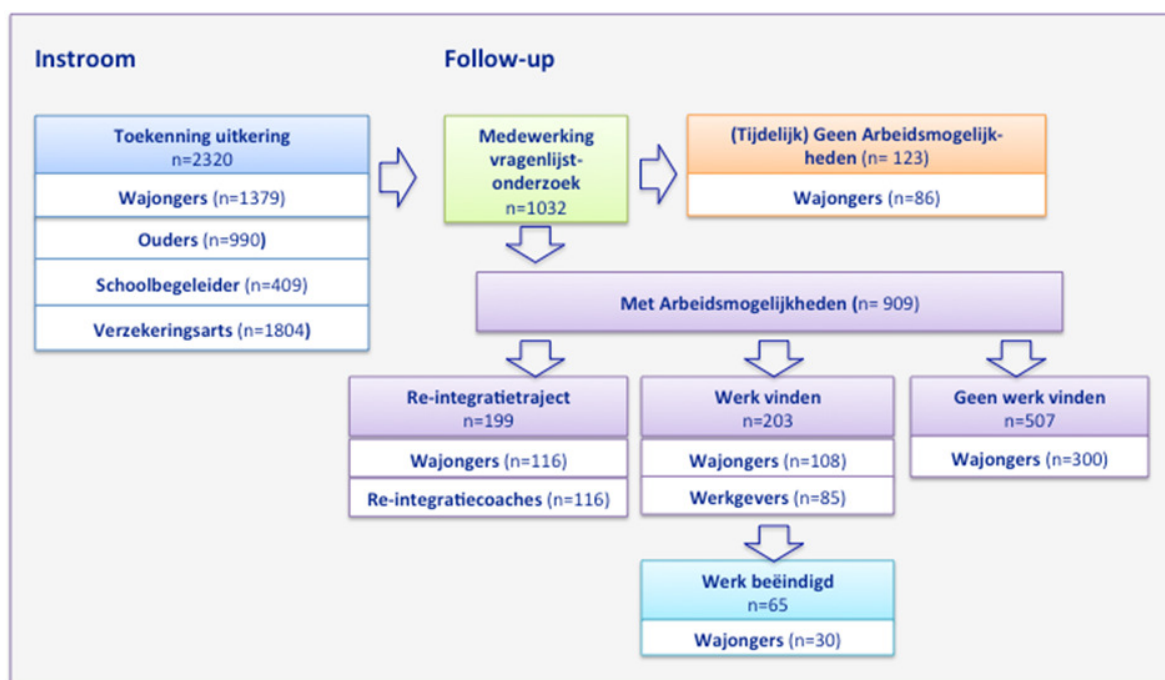 Instroom
Follow-up
Toekenning uitkering
n=2320
Wajongers (n=1379)
Ouders (n=990)
Schoolbegeleider (n=409)
Verzekeringsarts (n=1804)
Medewerking
vragenlijst-
onderzoek
n=1032
(Tijdelijk) Geen Arbeidsmogelijk-
kheden (n= 123)
Wajongers (n=86)
Met Arbeidsmogelijkheden (n= 909)
Re-integratietraject
n=199
Wajongers (n=116)
Re-integratiecoaches (n=116)
Werk vinden
n=203
Wajongers (n=108)
Werkgevers (n=85)
Geen werk vinden
n=507
Wajongers (n=300)
Werk beëindigd
n=65
Wajongers (n=30)